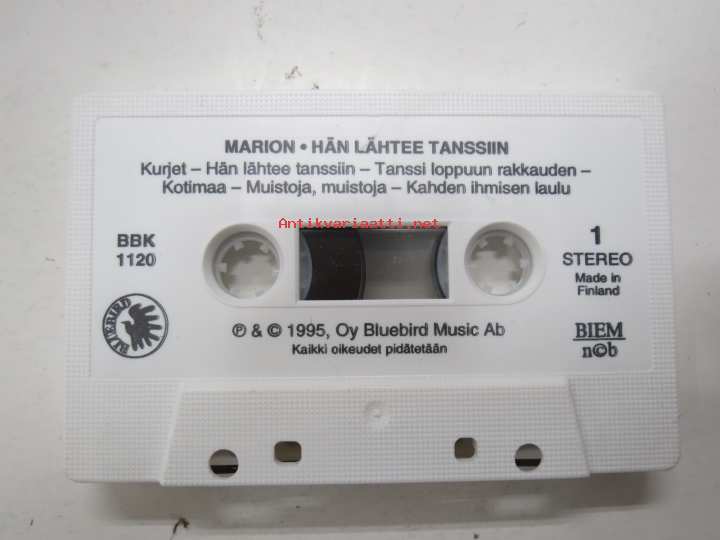 MARION • HÄN LÄHTEE TANSSIIN
Kurjet – Hän lähtee tanssiin – Tanssi loppuun rakkauden –
Kotimaa – Muistoja, muistoja – Kahden ihmisen laulu
Antikvariaatti.net
BBK
1120
1
STEREO
Made in
Finland
BLUEBIRD
℗ & © 1995, Oy Bluebird Music Ab
Kaikki oikeudet pidätetään
BIEM
n©b